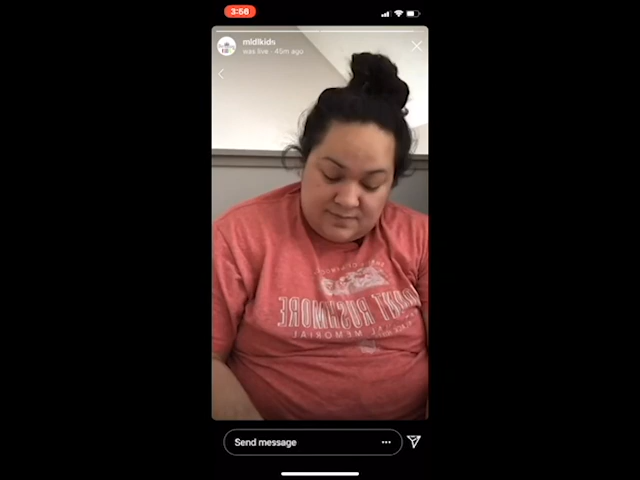 3:56
mldlkids
was live · 45m ago
MOUNT RUSHMORE
MEMORIAL
Send message